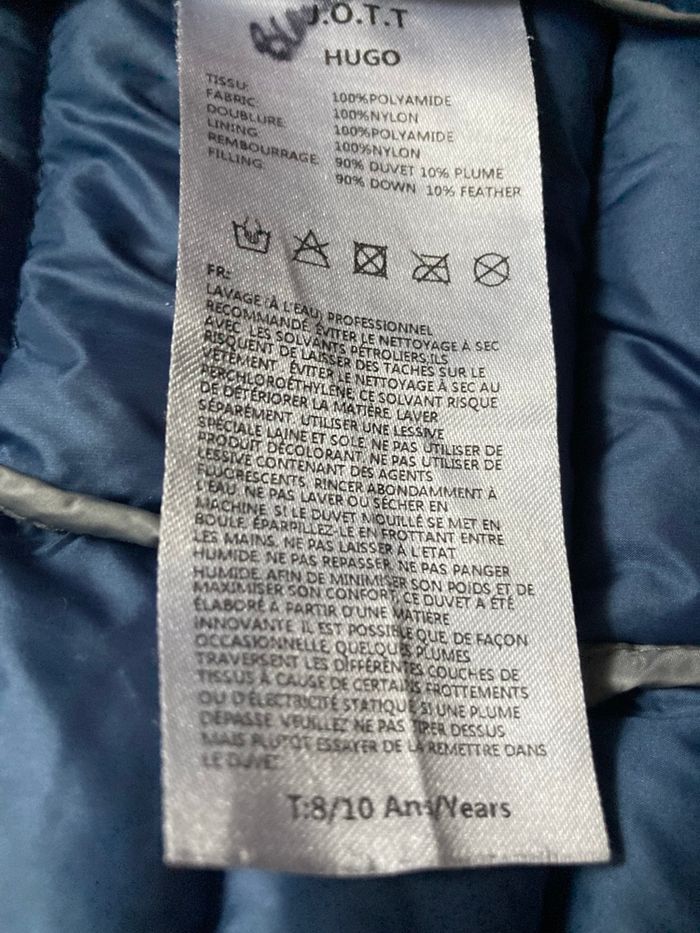 J.O.T.T
HUGO
TISSU: 100%POLYAMIDE
FABRIC: 100%NYLON
DOUBLURE: 100%POLYAMIDE
LINING: 100%NYLON
REMBOURRAGE: 90% DUVET 10% PLUME
FILLING: 90% DOWN 10% FEATHER
FR:
LAVAGE (À L'EAU) PROFESSIONNEL
RECOMMANDÉ. ÉVITER LE NETTOYAGE À SEC
AVEC LES SOLVANTS PÉTROLIERS, ILS
RISQUENT DE LAISSER DES TACHES SUR LE
VÊTEMENT. ÉVITER LE NETTOYAGE À SEC AU
PERCHLOROÉTHYLÈNE, CE SOLVANT RISQUE
DE DÉTÉRIORER LA MATIÈRE. LAVER
SÉPARÉMENT. UTILISER UNE LESSIVE
SPÉCIALE LAINE ET SOIE. NE PAS UTILISER DE
PRODUIT DÉCOLORANT. NE PAS UTILISER DE
LESSIVE CONTENANT DES AGENTS
FLUORESCENTS. RINCER ABONDAMMENT À
L'EAU. NE PAS LAVER OU SÉCHER EN
MACHINE. SI LE DUVET MOUILLÉ SE MET EN
BOULE, ÉPARPILLEZ-LE EN FROTTANT ENTRE
LES MAINS. NE PAS LAISSER À L'ETAT
HUMIDE. NE PAS REPASSER. NE PAS PANGER
HUMIDE. AFIN DE MINIMISER SON POIDS ET DE
MAXIMISER SON CONFORT, CE DUVET A ÉTÉ
ÉLABORÉ À PARTIR D'UNE MATIÈRE
INNOVANTE. IL EST POSSIBLE QUE DE FAÇON
OCCASIONNELLE, QUELQUES PLUMES
TRAVERSENT LES DIFFÉRENTES COUCHES DE
TISSUS À CAUSE DE CERTAINS FROTTEMENTS
OU D'ÉLECTRICITÉ STATIQUE. SI UNE PLUME
DÉPASSE VEUILLEZ NE PAS TIRER DESSUS
MAIS PLUTÔT ESSAYER DE LA REMETTRE DANS
LE DUVET.
T:8/10 Ans/Years